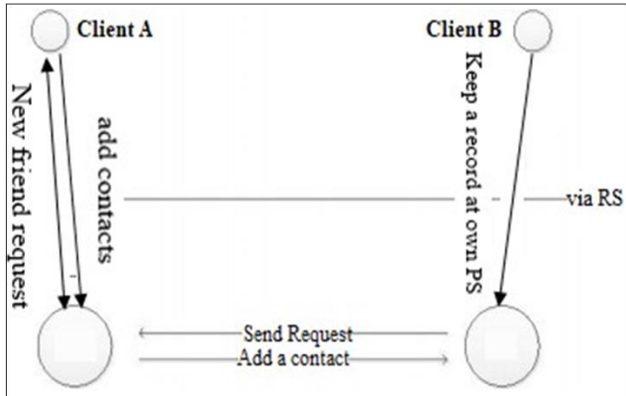 Client A
Client B
New friend request
add contacts
Keep a record at own PS
via RS
Send Request
Add a contact